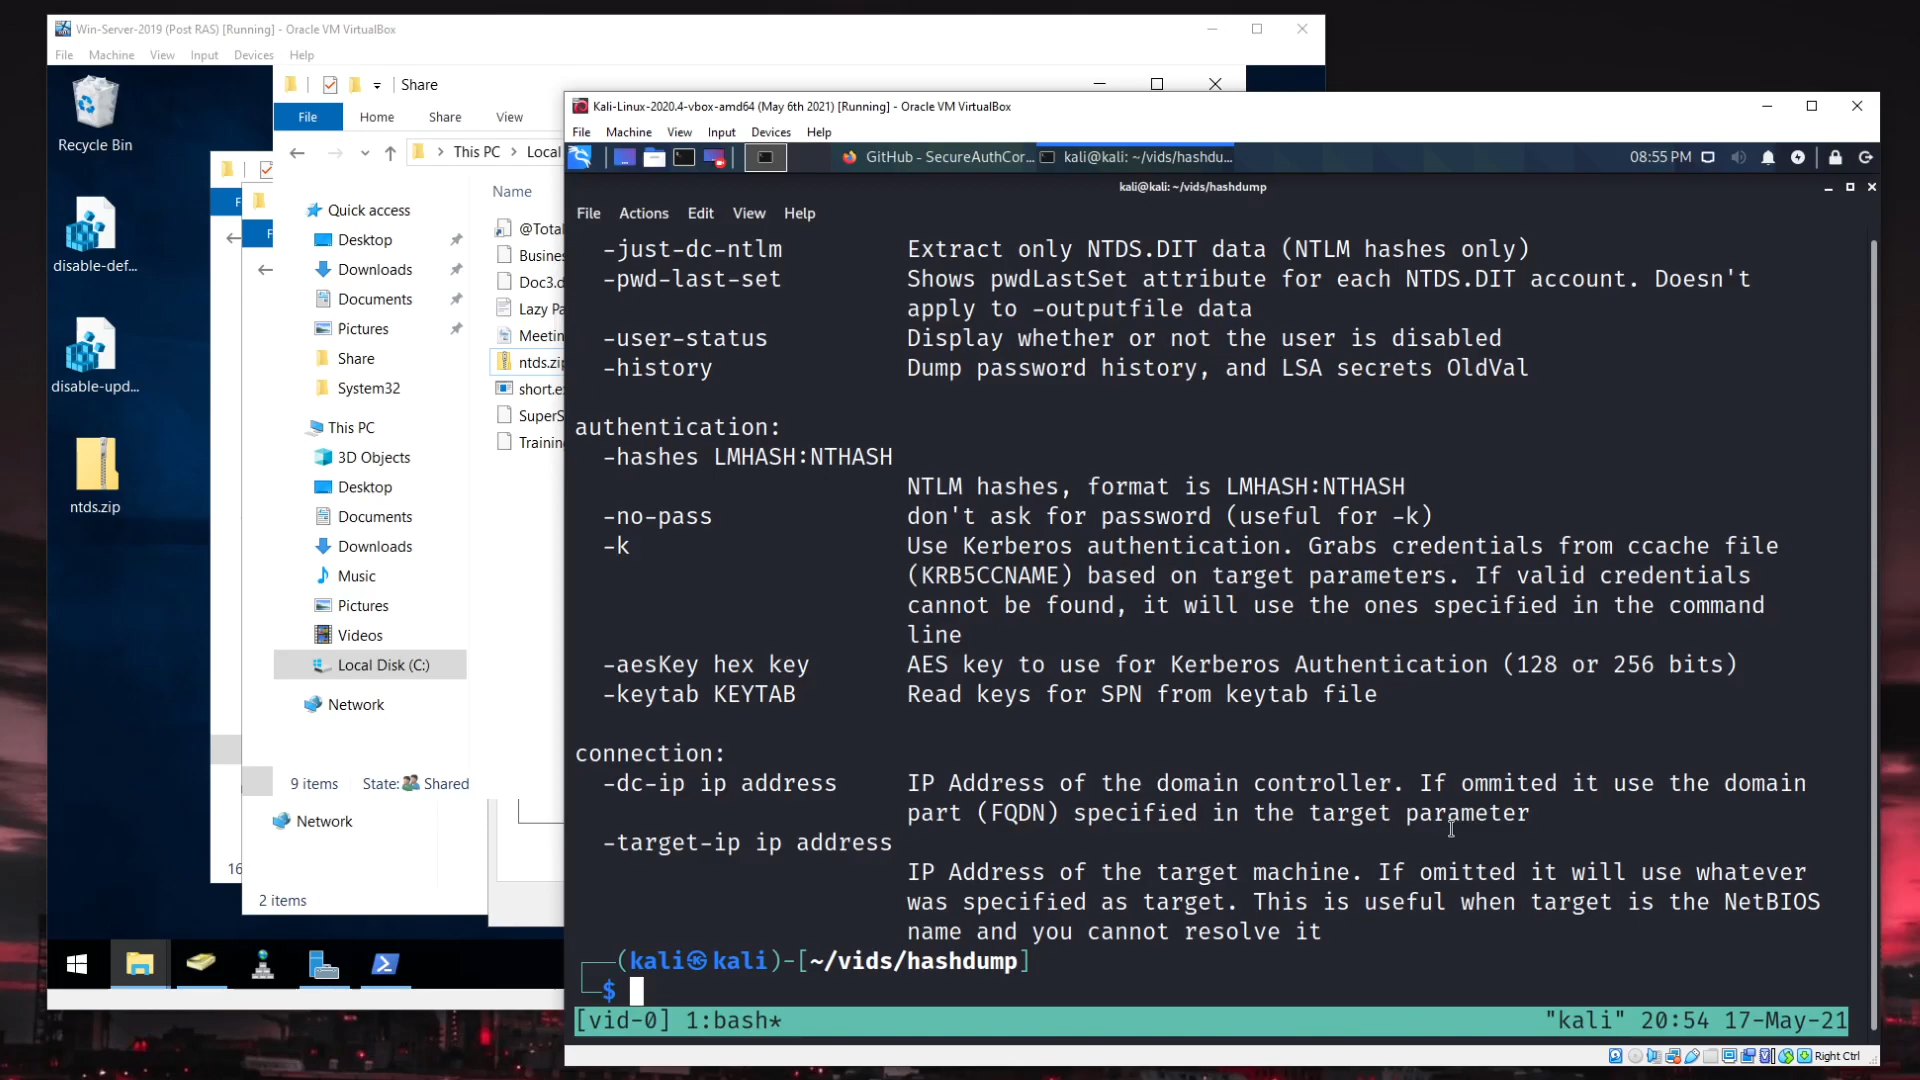 Win-Server-2019 (Post RAS) [Running] - Oracle VM VirtualBox
File Machine View Input Devices Help
Recycle Bin
disable-def...
disable-upd...
ntds.zip
Share
File Home Share View
This PC Local
Name
Quick access
Desktop
Downloads
Documents
Pictures
Share
System32
This PC
3D Objects
Desktop
Documents
Downloads
Music
Pictures
Videos
Local Disk (C:)
Network
9 items State: Shared
Network
16
2 items
@Total
Busines
Doc3.d
Lazy Pa
Meetin
ntds.zip
short.ex
SuperS
Training
Kali-Linux-2020.4-vbox-amd64 (May 6th 2021) [Running] - Oracle VM VirtualBox
File Machine View Input Devices Help
GitHub - SecureAuthCor... kali@kali: ~/vids/hashdu... 08:55 PM
kali@kali: ~/vids/hashdump
File Actions Edit View Help
-just-dc-ntlm Extract only NTDS.DIT data (NTLM hashes only)
-pwd-last-set Shows pwdLastSet attribute for each NTDS.DIT account. Doesn't
apply to -outputfile data
-user-status Display whether or not the user is disabled
-history Dump password history, and LSA secrets OldVal
authentication:
-hashes LMHASH:NTHASH
NTLM hashes, format is LMHASH:NTHASH
-no-pass don't ask for password (useful for -k)
-k Use Kerberos authentication. Grabs credentials from ccache file
(KRB5CCNAME) based on target parameters. If valid credentials
cannot be found, it will use the ones specified in the command
line
-aesKey hex key AES key to use for Kerberos Authentication (128 or 256 bits)
-keytab KEYTAB Read keys for SPN from keytab file
connection:
-dc-ip ip address IP Address of the domain controller. If ommited it use the domain
part (FQDN) specified in the target parameter
-target-ip ip address
IP Address of the target machine. If omitted it will use whatever
was specified as target. This is useful when target is the NetBIOS
name and you cannot resolve it
(kali㉿kali)-[~/vids/hashdump]
$
[vid-0] 1:bash* "kali" 20:54 17-May-21
Right Ctrl